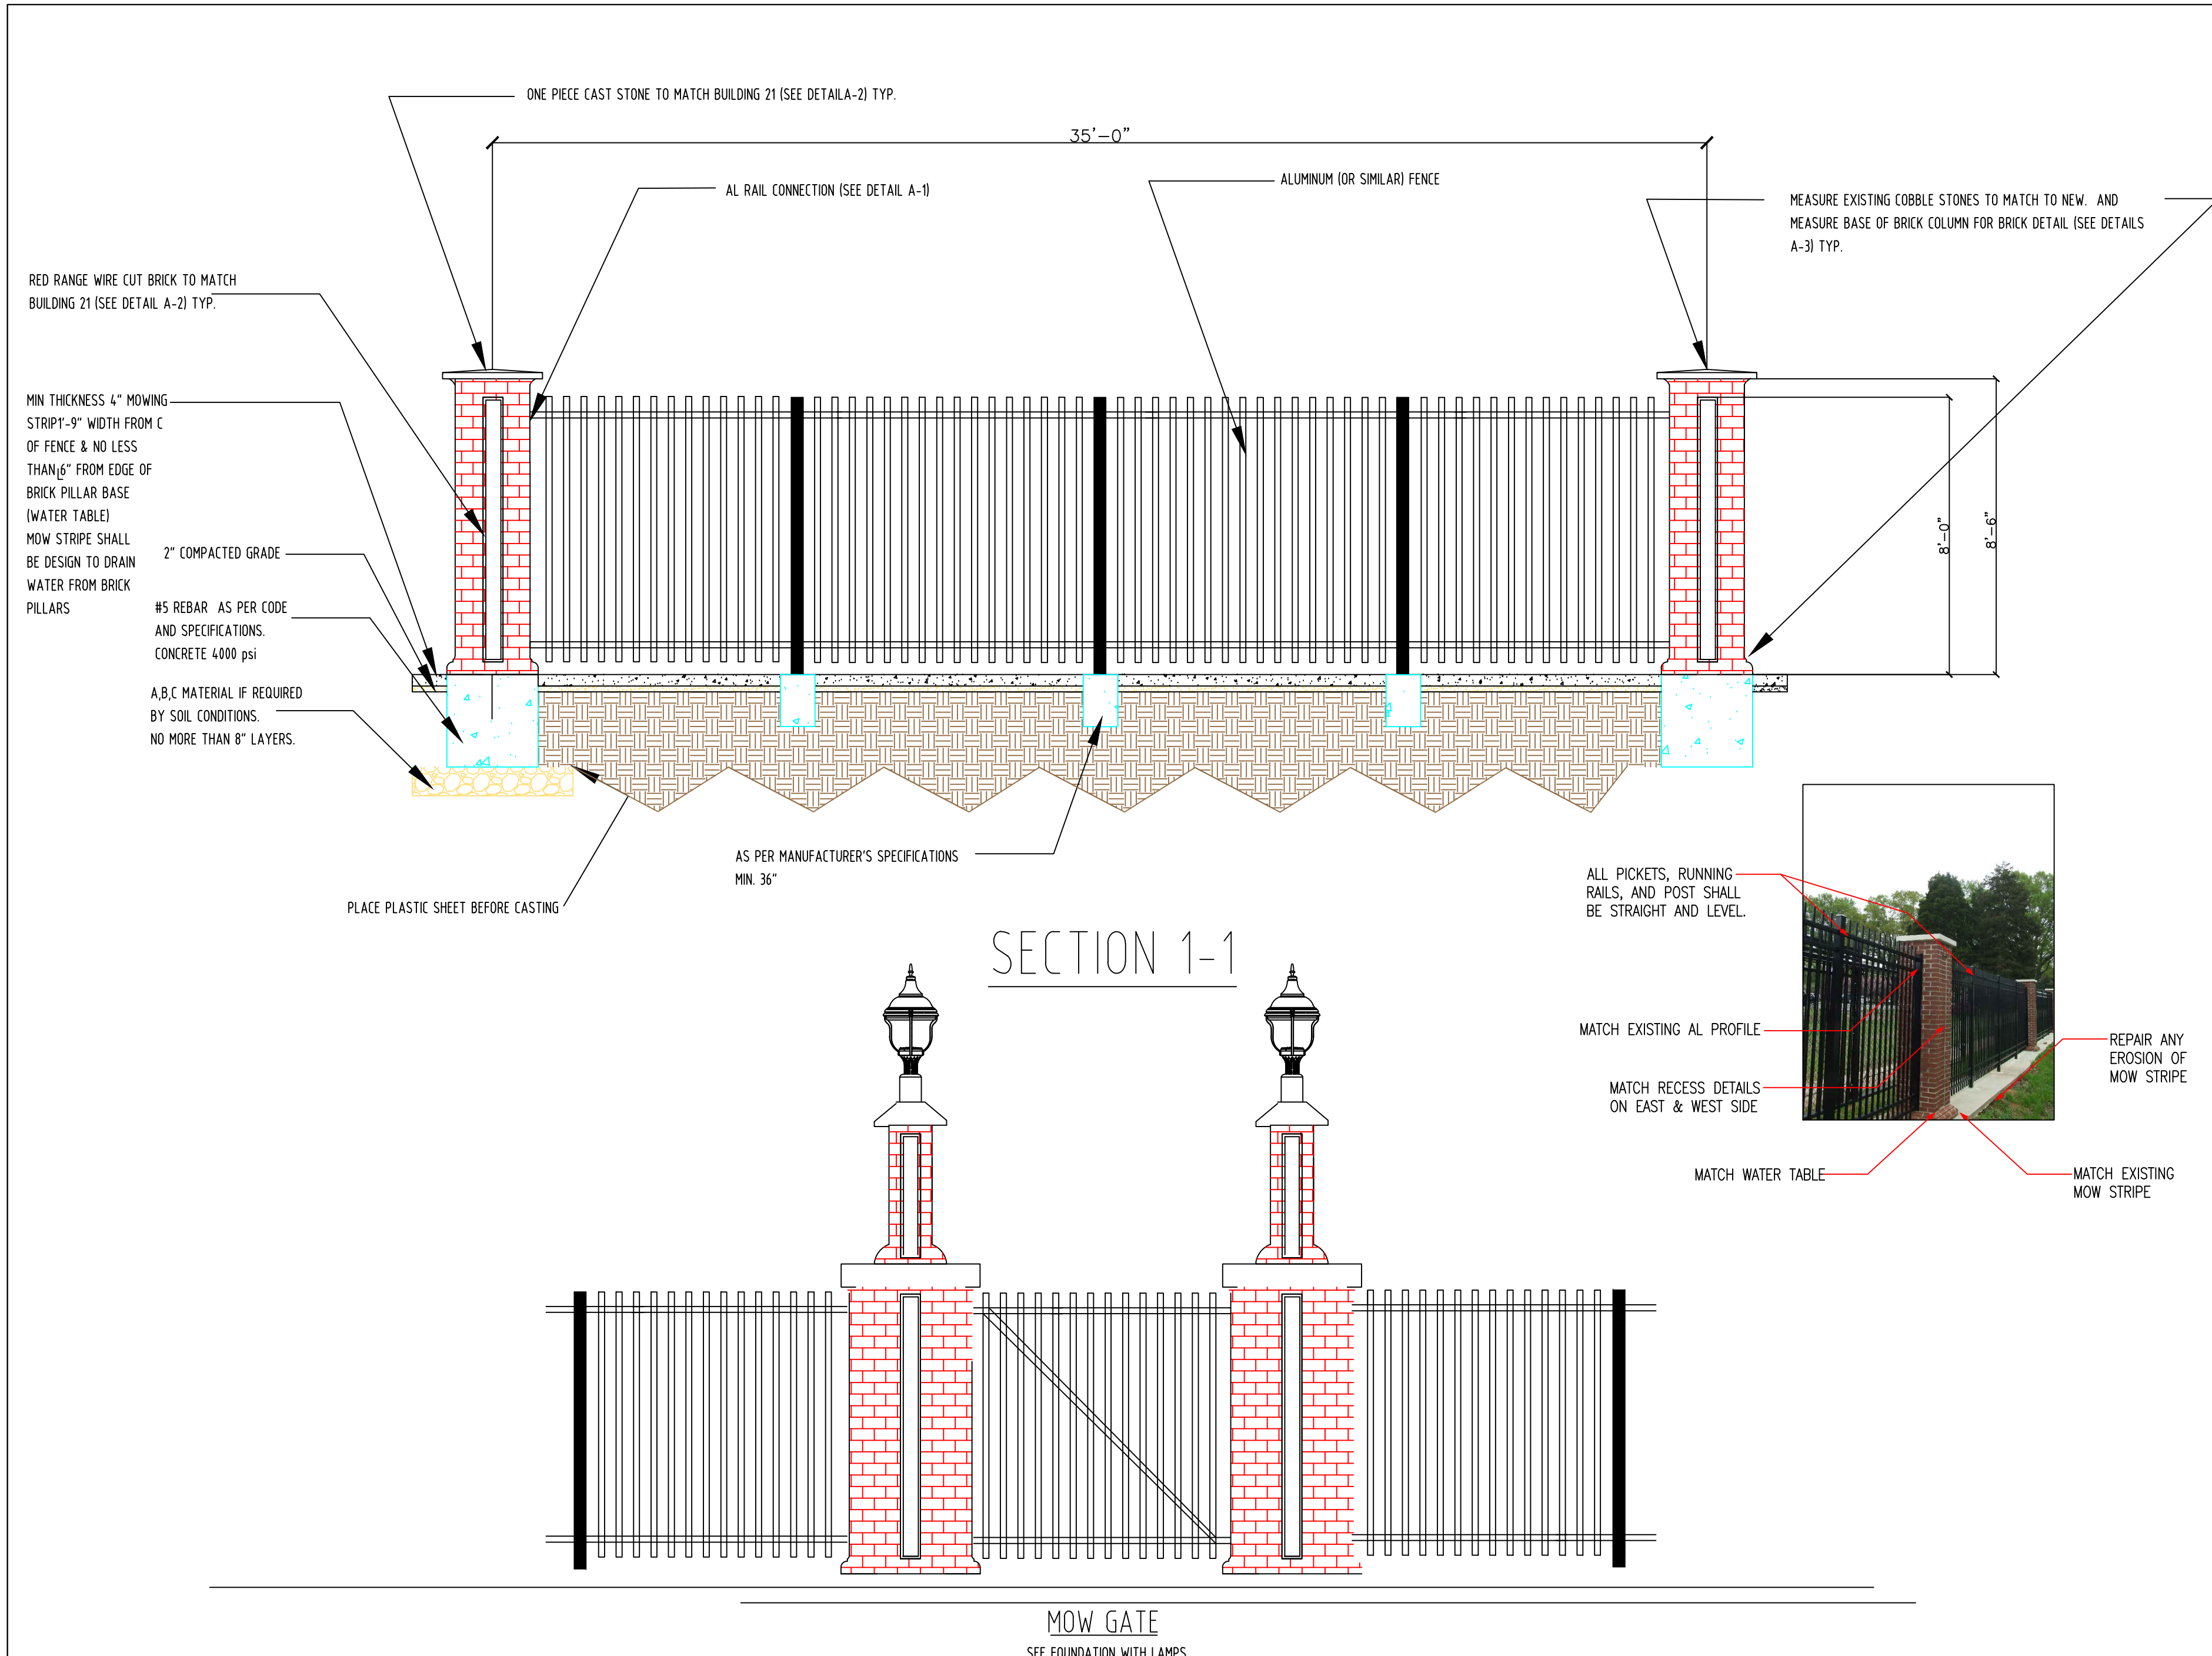 ONE PIECE CAST STONE TO MATCH BUILDING 21 (SEE DETAILA-2) TYP.
35'-0"
AL RAIL CONNECTION (SEE DETAIL A-1)
ALUMINUM (OR SIMILAR) FENCE
MEASURE EXISTING COBBLE STONES TO MATCH TO NEW. AND
MEASURE BASE OF BRICK COLUMN FOR BRICK DETAIL (SEE DETAILS
A-3) TYP.
RED RANGE WIRE CUT BRICK TO MATCH
BUILDING 21 (SEE DETAIL A-2) TYP.
MIN THICKNESS 4" MOWING
STRIP1'-9" WIDTH FROM C
OF FENCE & NO LESS
THAN 6" FROM EDGE OF
BRICK PILLAR BASE
(WATER TABLE)
MOW STRIPE SHALL
BE DESIGN TO DRAIN
WATER FROM BRICK
PILLARS
2" COMPACTED GRADE
#5 REBAR AS PER CODE
AND SPECIFICATIONS.
CONCRETE 4000 psi
A,B,C MATERIAL IF REQUIRED
BY SOIL CONDITIONS.
NO MORE THAN 8" LAYERS.
8'-0"
8'-6"
AS PER MANUFACTURER'S SPECIFICATIONS
MIN. 36"
PLACE PLASTIC SHEET BEFORE CASTING
SECTION 1-1
ALL PICKETS, RUNNING
RAILS, AND POST SHALL
BE STRAIGHT AND LEVEL.
MATCH EXISTING AL PROFILE
MATCH RECESS DETAILS
ON EAST & WEST SIDE
REPAIR ANY
EROSION OF
MOW STRIPE
MATCH WATER TABLE
MATCH EXISTING
MOW STRIPE
MOW GATE
SEE FOUNDATION WITH LAMPS